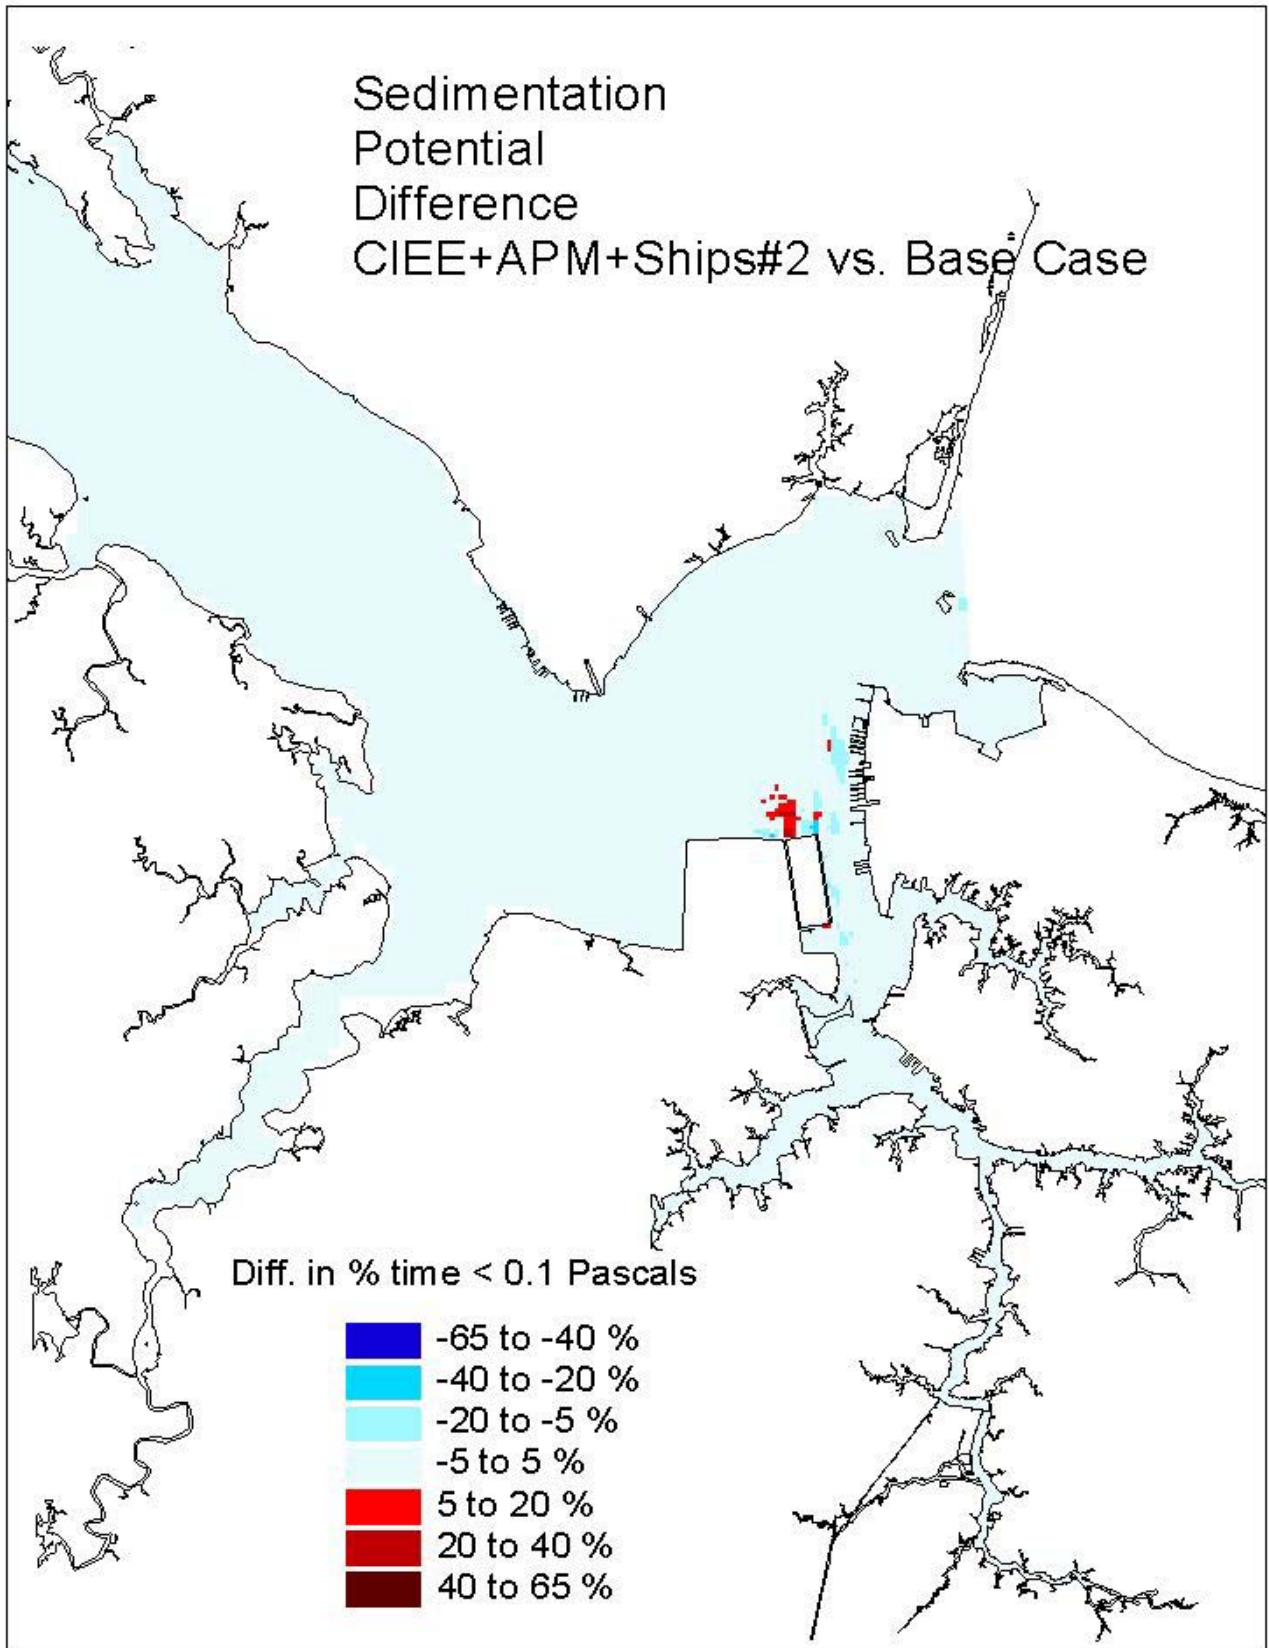 Sedimentation
Potential
Difference
CIEE+APM+Ships#2 vs. Base Case
Diff. in % time < 0.1 Pascals
-65 to -40 %
-40 to -20 %
-20 to -5 %
-5 to 5 %
5 to 20 %
20 to 40 %
40 to 65 %